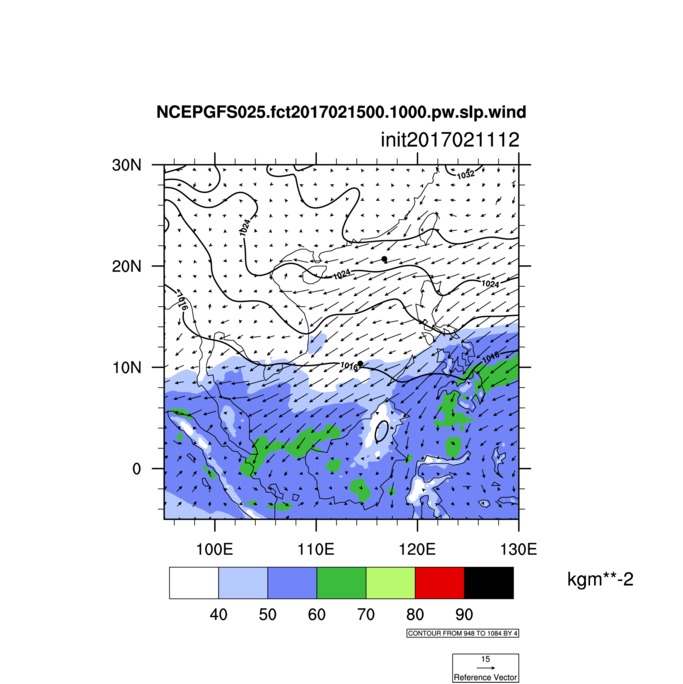 NCEPGFS025.fct2017021500.1000.pw.slp.wind
init2017021112
30N
1032
1024
20N
1024
1024
1016
10N
1016
1016
0
100E 110E 120E 130E
kgm**-2
40 50 60 70 80 90
CONTOUR FROM 948 TO 1084 BY 4
15
Reference Vector